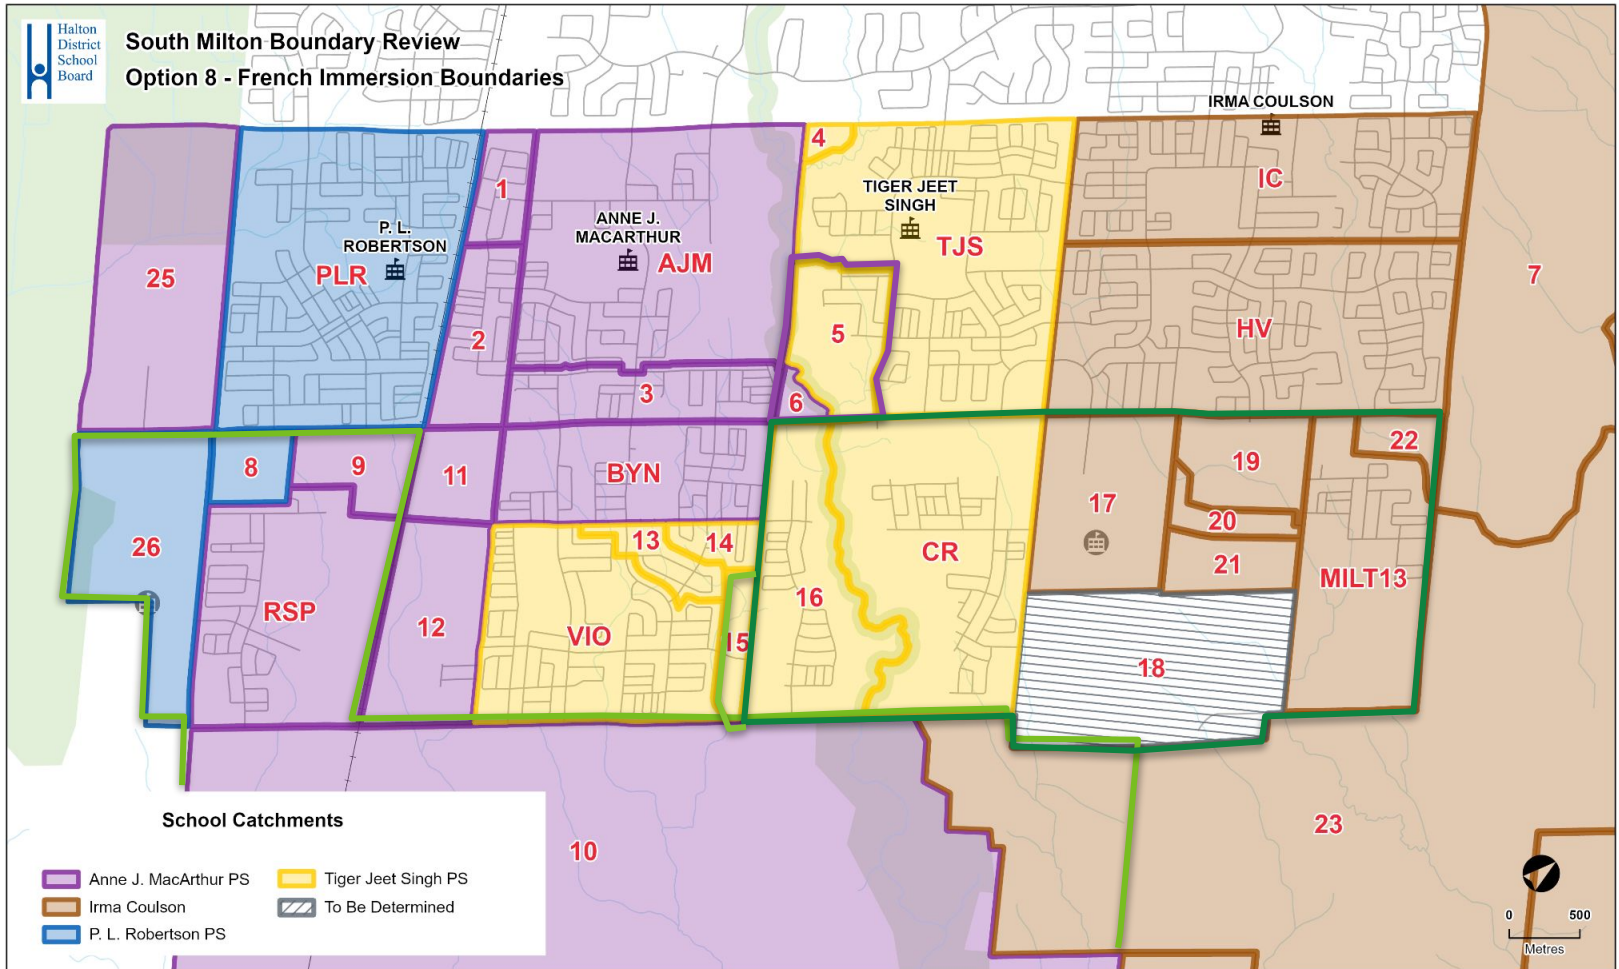 Halton
District
School
Board
South Milton Boundary Review
Option 8 - French Immersion Boundaries
IRMA COULSON
4
1
IC
TIGER JEET
SINGH
ANNE J.
MACARTHUR
P. L.
ROBERTSON
TJS
AJM
PLR
25
7
5
HV
2
3
6
22
8
9
11
BYN
19
17
20
26
13
14
CR
21
MILT13
16
RSP
12
VIO
15
18
10
23
School Catchments
Anne J. MacArthur PS
Irma Coulson
P. L. Robertson PS
Tiger Jeet Singh PS
To Be Determined
0 500
Metres